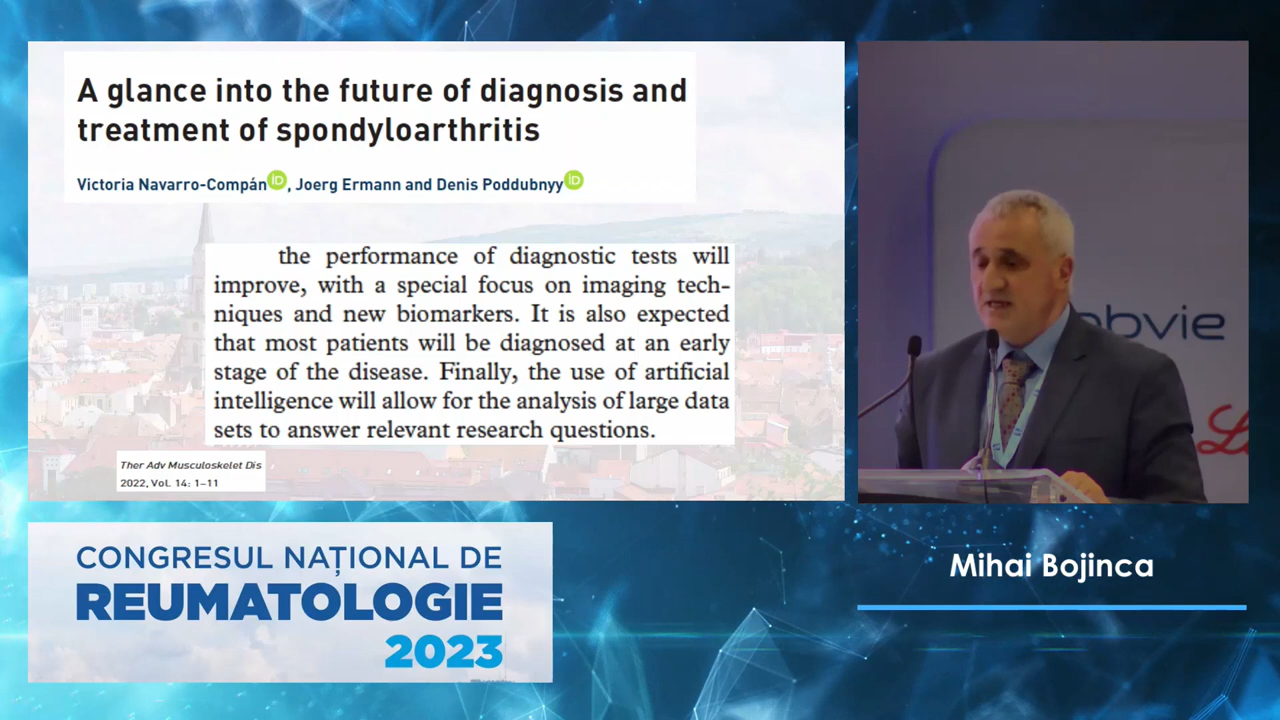 A glance into the future of diagnosis and
treatment of spondyloarthritis
Victoria Navarro-Compán iD, Joerg Ermann and Denis Poddubnyy iD
the performance of diagnostic tests will
improve, with a special focus on imaging tech-
niques and new biomarkers. It is also expected
that most patients will be diagnosed at an early
stage of the disease. Finally, the use of artificial
intelligence will allow for the analysis of large data
sets to answer relevant research questions.
Ther Adv Musculoskelet Dis
2022, Vol. 14: 1–11
bbvie
CONGRESUL NAȚIONAL DE
REUMATOLOGIE
2023
Mihai Bojinca